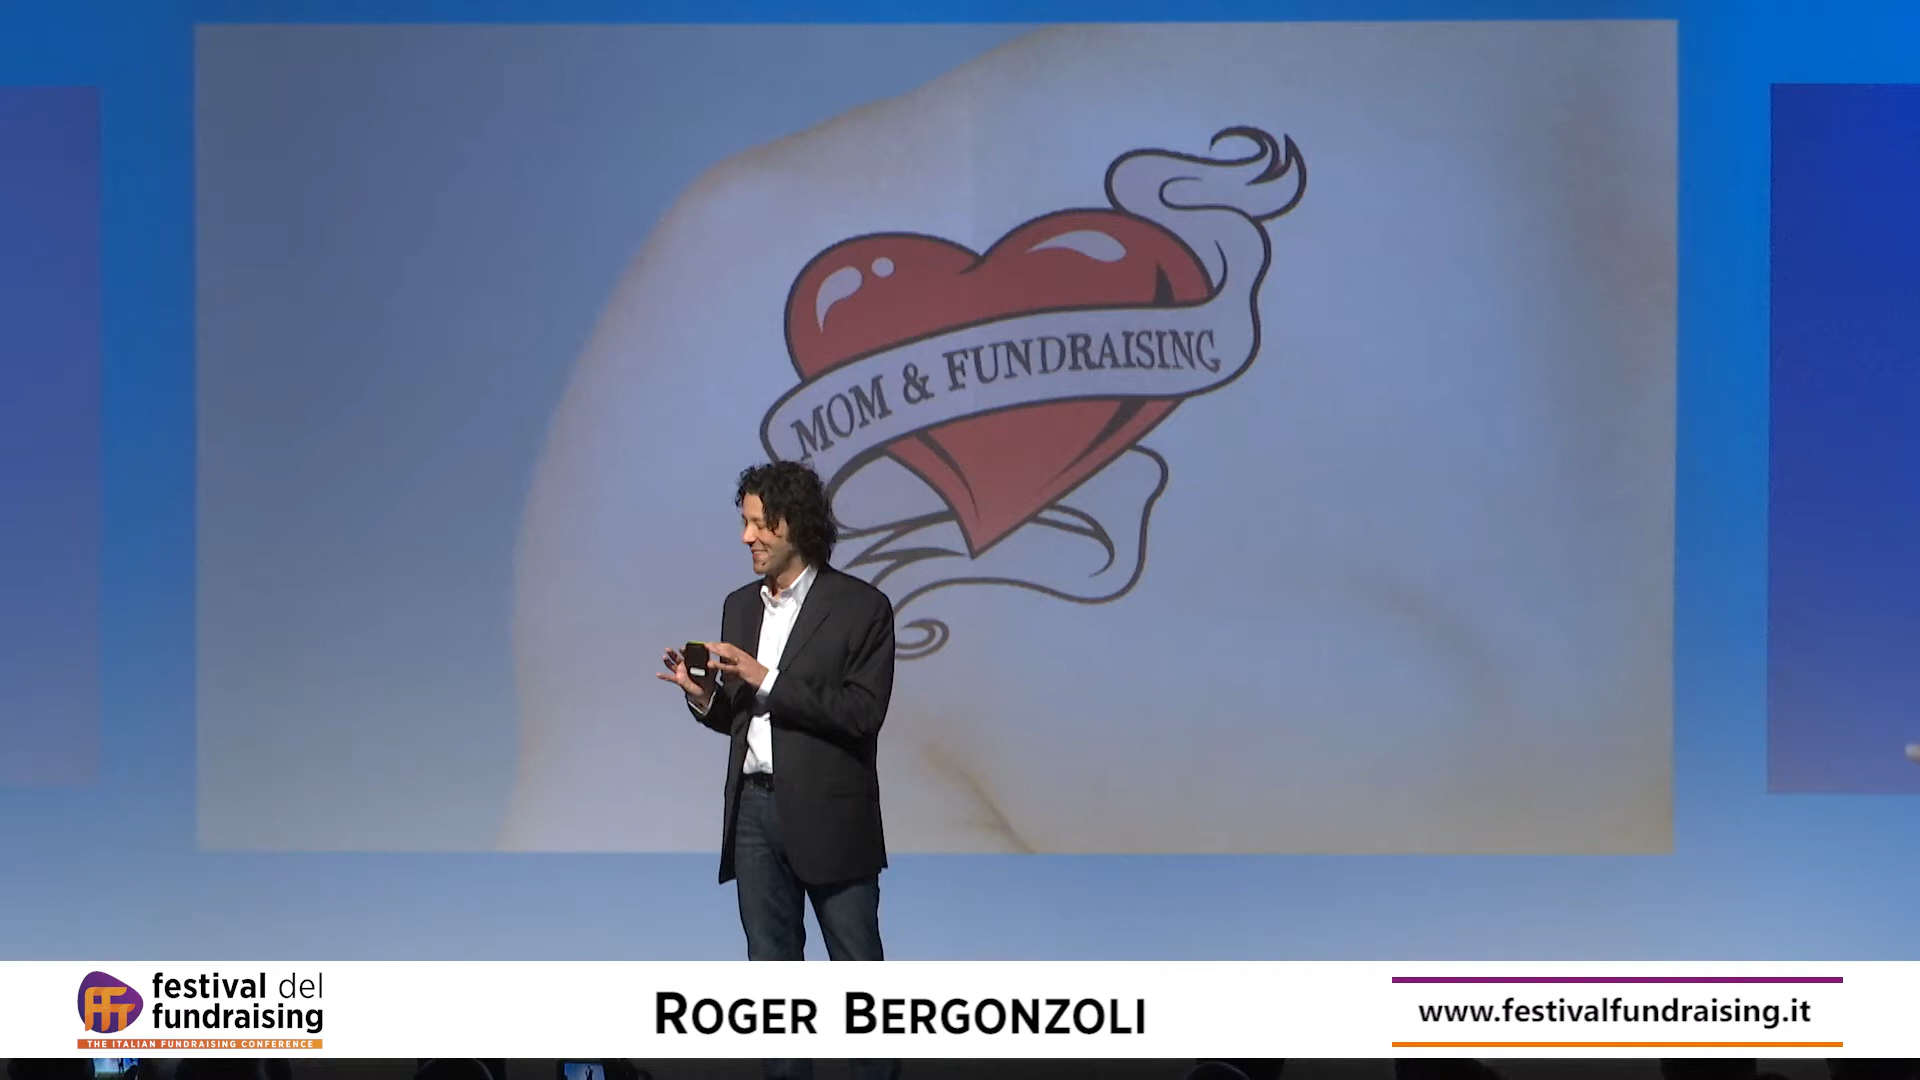 MOM & FUNDRAISING
festival del
fundraising
THE ITALIAN FUNDRAISING CONFERENCE
ROGER BERGONZOLI
www.festivalfundraising.it